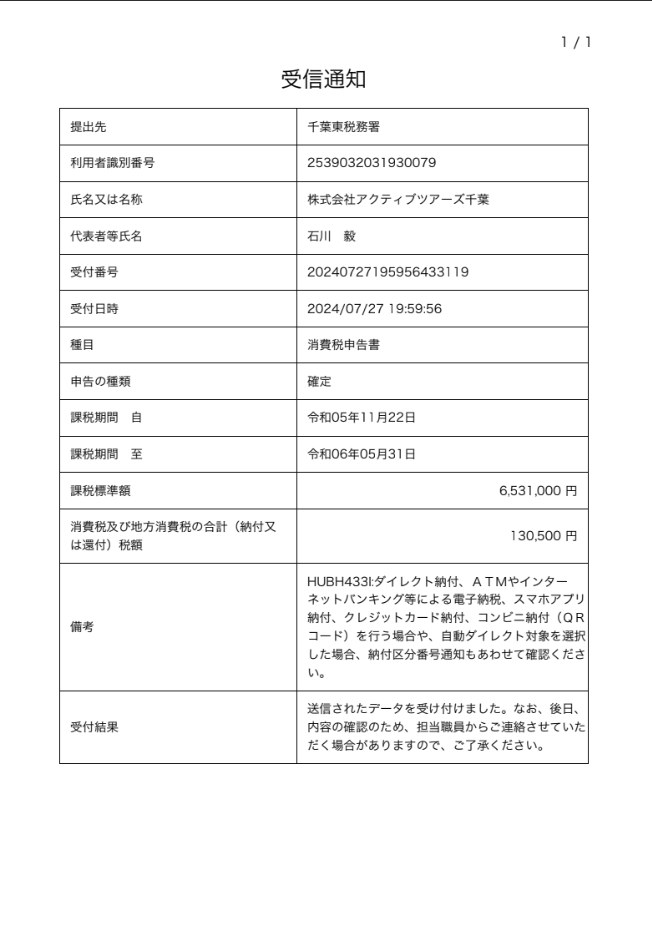 1 / 1
受信通知
提出先 千葉東税務署
利用者識別番号 2539032031930079
氏名又は名称 株式会社アクティブツアーズ千葉
代表者等氏名 石川　毅
受付番号 20240727195956433119
受付日時 2024/07/27 19:59:56
種目 消費税申告書
申告の種類 確定
課税期間　自 令和05年11月22日
課税期間　至 令和06年05月31日
課税標準額 6,531,000 円
消費税及び地方消費税の合計（納付又
は還付）税額
130,500 円
備考
HUBH433I:ダイレクト納付、ＡＴＭやインター
ネットバンキング等による電子納税、スマホアプリ
納付、クレジットカード納付、コンビニ納付（ＱＲ
コード）を行う場合や、自動ダイレクト対象を選択
した場合、納付区分番号通知もあわせて確認くださ
い。
受付結果
送信されたデータを受け付けました。なお、後日、
内容の確認のため、担当職員からご連絡させていた
だく場合がありますので、ご了承ください。